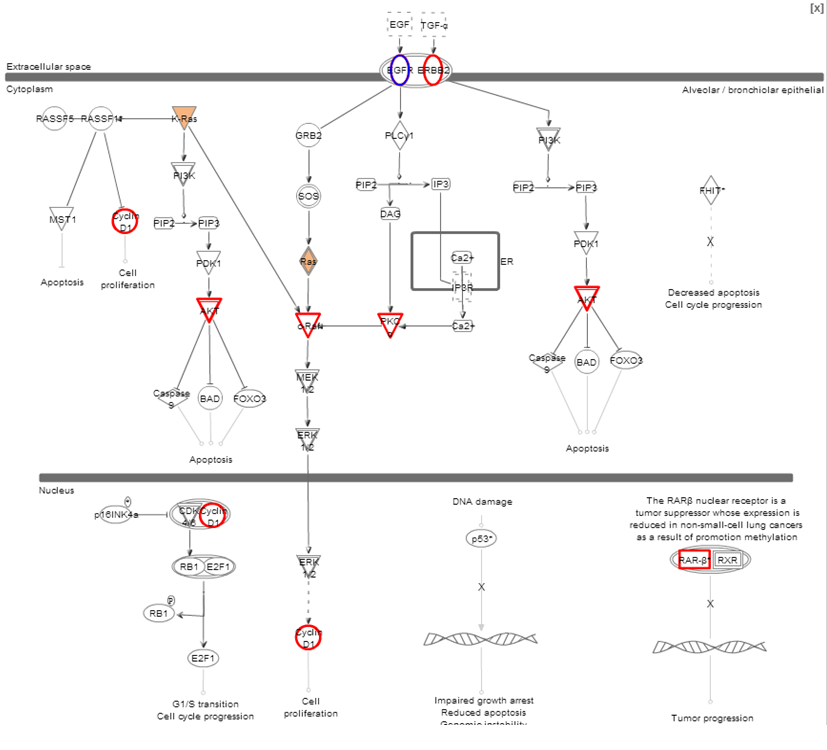 [x]
EGF TGF-α
Extracellular space
EGFR ERBB2
Cytoplasm
Alveolar / bronchiolar epithelial
RASSF5 RASSF1* K-Ras
GRB2
PLCγ1
PI3K
PI3K
PIP2 IP3
PIP2 PIP3
FHIT*
SOS
MST1
Cyclin D1
PIP2 PIP3
DAG
PDK1
X
PDK1
Ras
Ca2+
ER
Apoptosis
Cell
proliferation
IP3R
AKT
AKT
Decreased apoptosis
Cell cycle progression
c-Raf
PKC
Ca2+
Caspase 9
BAD
FOXO3
MEK 1/2
Caspase 9
BAD
FOXO3
ERK 1/2
Apoptosis
Apoptosis
Nucleus
p16INK4a
CDK 4/6
Cyclin D1
DNA damage
The RARβ nuclear receptor is a
tumor suppressor whose expression is
reduced in non-small-cell lung cancers
as a result of promotion methylation
p53*
RB1 E2F1
ERK 1/2
RAR-β* RXR
X
X
P
RB1
Cyclin D1
E2F1
G1/S transition
Cell cycle progression
Cell
proliferation
Impaired growth arrest
Reduced apoptosis
Genomic instability
Tumor progression